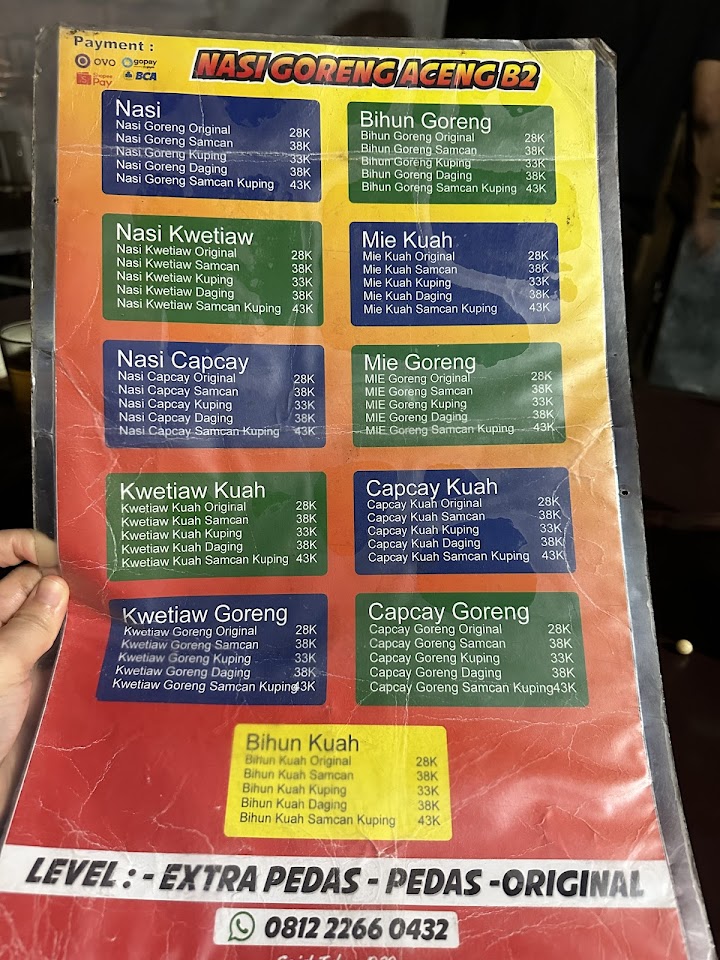 Payment :
OVO gopay
Shopee Pay BCA
NASI GORENG ACENG B2
Nasi
Nasi Goreng Original 28K
Nasi Goreng Samcan 38K
Nasi Goreng Kuping 33K
Nasi Goreng Daging 38K
Nasi Goreng Samcan Kuping 43K
Bihun Goreng
Bihun Goreng Original 28K
Bihun Goreng Samcan 38K
Bihun Goreng Kuping 33K
Bihun Goreng Daging 38K
Bihun Goreng Samcan Kuping 43K
Nasi Kwetiaw
Nasi Kwetiaw Original 28K
Nasi Kwetiaw Samcan 38K
Nasi Kwetiaw Kuping 33K
Nasi Kwetiaw Daging 38K
Nasi Kwetiaw Samcan Kuping 43K
Mie Kuah
Mie Kuah Original 28K
Mie Kuah Samcan 38K
Mie Kuah Kuping 33K
Mie Kuah Daging 38K
Mie Kuah Samcan Kuping 43K
Nasi Capcay
Nasi Capcay Original 28K
Nasi Capcay Samcan 38K
Nasi Capcay Kuping 33K
Nasi Capcay Daging 38K
Nasi Capcay Samcan Kuping 43K
Mie Goreng
MIE Goreng Original 28K
MIE Goreng Samcan 38K
MIE Goreng Kuping 33K
MIE Goreng Daging 38K
MIE Goreng Samcan Kuping 43K
Kwetiaw Kuah
Kwetiaw Kuah Original 28K
Kwetiaw Kuah Samcan 38K
Kwetiaw Kuah Kuping 33K
Kwetiaw Kuah Daging 38K
Kwetiaw Kuah Samcan Kuping 43K
Capcay Kuah
Capcay Kuah Original 28K
Capcay Kuah Samcan 38K
Capcay Kuah Kuping 33K
Capcay Kuah Daging 38K
Capcay Kuah Samcan Kuping 43K
Kwetiaw Goreng
Kwetiaw Goreng Original 28K
Kwetiaw Goreng Samcan 38K
Kwetiaw Goreng Kuping 33K
Kwetiaw Goreng Daging 38K
Kwetiaw Goreng Samcan Kuping 43K
Capcay Goreng
Capcay Goreng Original 28K
Capcay Goreng Samcan 38K
Capcay Goreng Kuping 33K
Capcay Goreng Daging 38K
Capcay Goreng Samcan Kuping 43K
Bihun Kuah
Bihun Kuah Original 28K
Bihun Kuah Samcan 38K
Bihun Kuah Kuping 33K
Bihun Kuah Daging 38K
Bihun Kuah Samcan Kuping 43K
LEVEL : - EXTRA PEDAS - PEDAS -ORIGINAL
0812 2266 0432